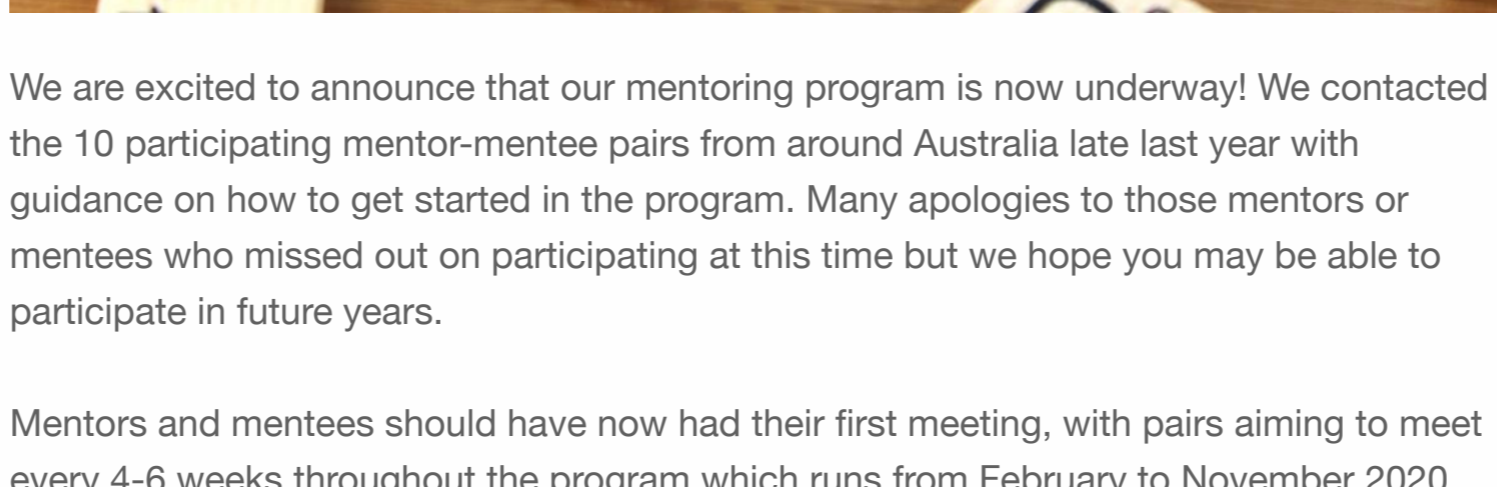 We are excited to announce that our mentoring program is now underway! We contacted
the 10 participating mentor-mentee pairs from around Australia late last year with
guidance on how to get started in the program. Many apologies to those mentors or
mentees who missed out on participating at this time but we hope you may be able to
participate in future years.
Mentors and mentees should have now had their first meeting, with pairs aiming to meet
every 4-6 weeks throughout the program which runs from February to November 2020